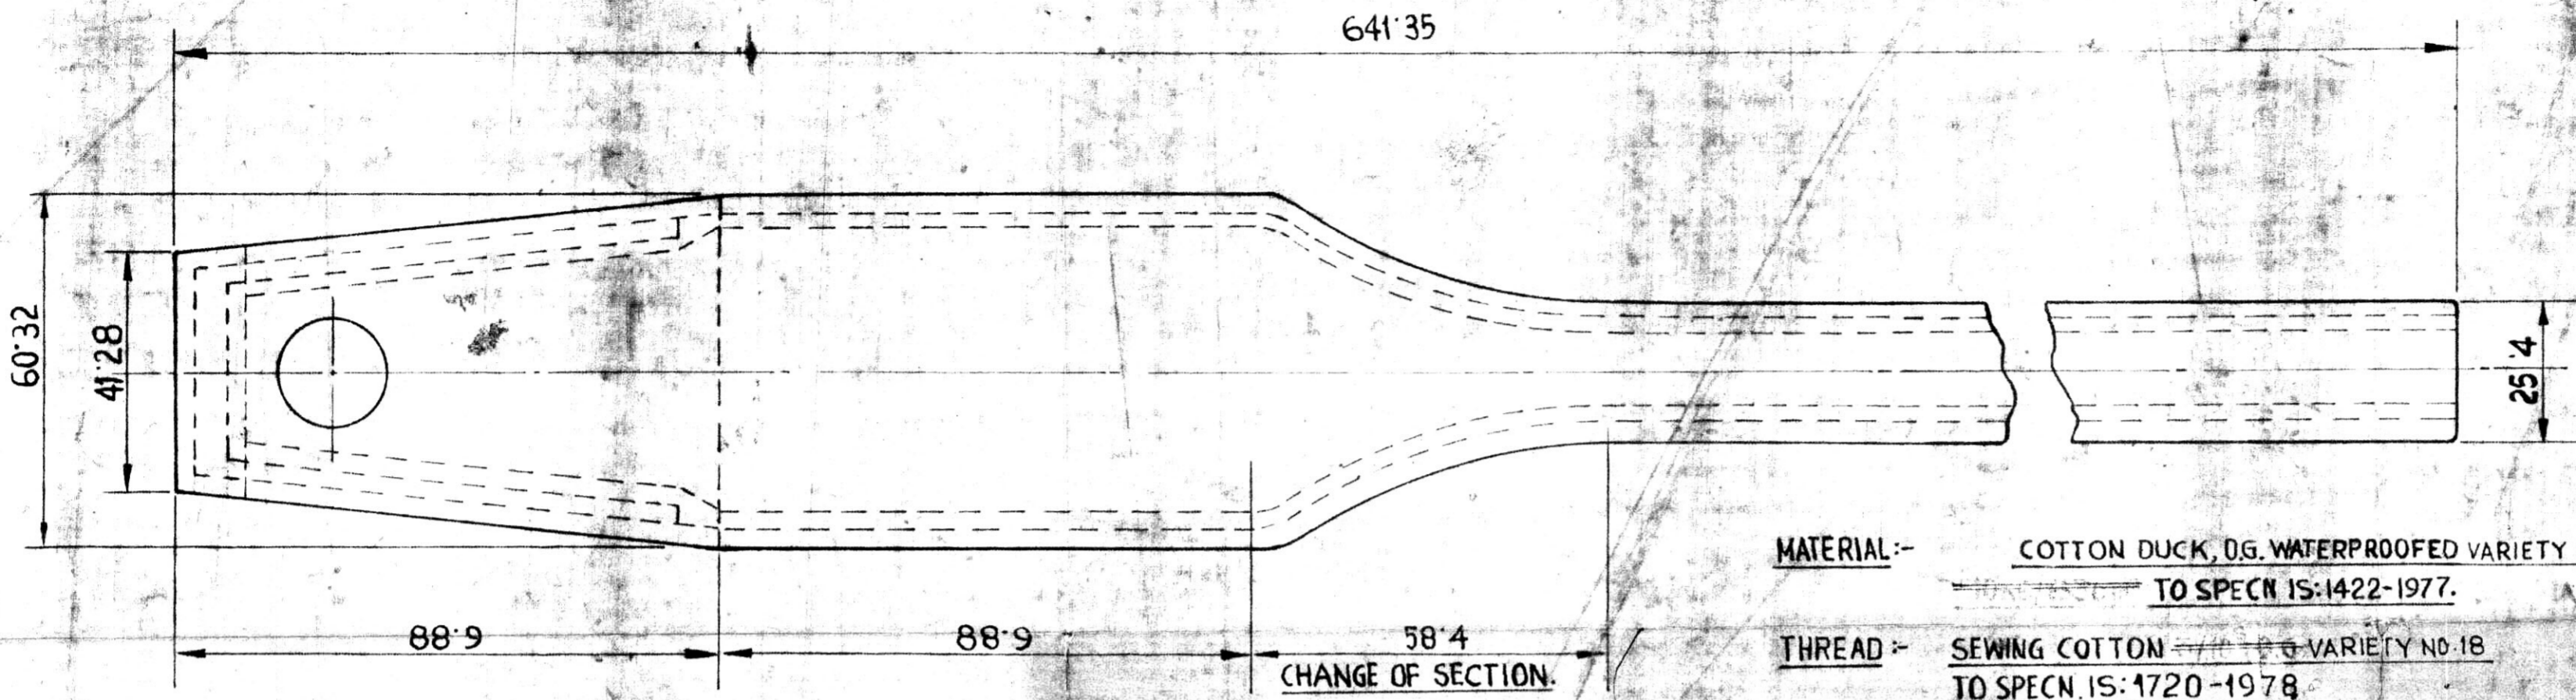 641·35
60·32
41·28
25·4
88·9
88·9
58·4
CHANGE OF SECTION.
MATERIAL:- COTTON DUCK, O.G. WATERPROOFED VARIETY
TO SPECN IS:1422-1977.
THREAD:- SEWING COTTON VARIETY NO.18
TO SPECN. IS:1720-1978